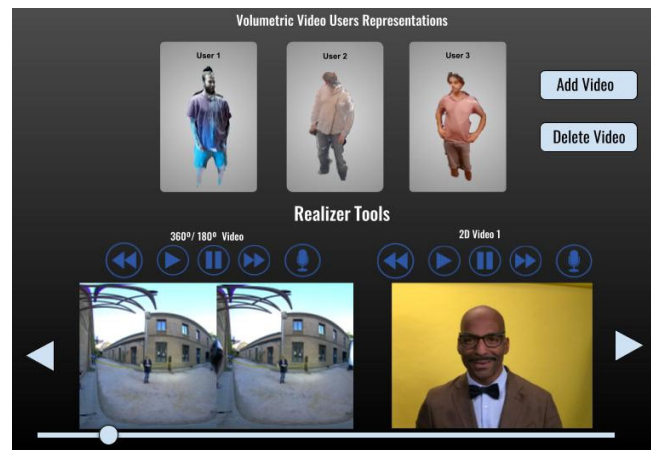 Volumetric Video Users Representations
User 1
User 2
User 3
Add Video
Delete Video
Realizer Tools
360º/ 180º Video
2D Video 1